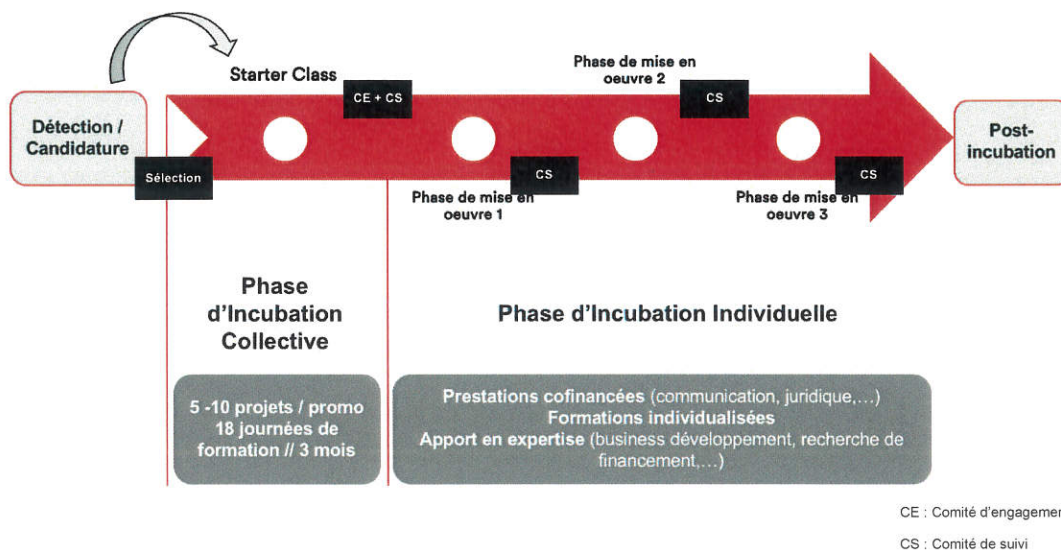 Starter Class
Phase de mise en
oeuvre 2
CE + CS
CS
Détection /
Candidature
Post-
incubation
Sélection
CS
CS
Phase de mise en
oeuvre 1
Phase de mise en
oeuvre 3
Phase
d'Incubation
Collective
Phase d'Incubation Individuelle
5 -10 projets / promo
18 journées de
formation // 3 mois
Prestations cofinancées (communication, juridique,…)
Formations individualisées
Apport en expertise (business développement, recherche de
financement,…)
CE : Comité d'engagemen
CS : Comité de suivi